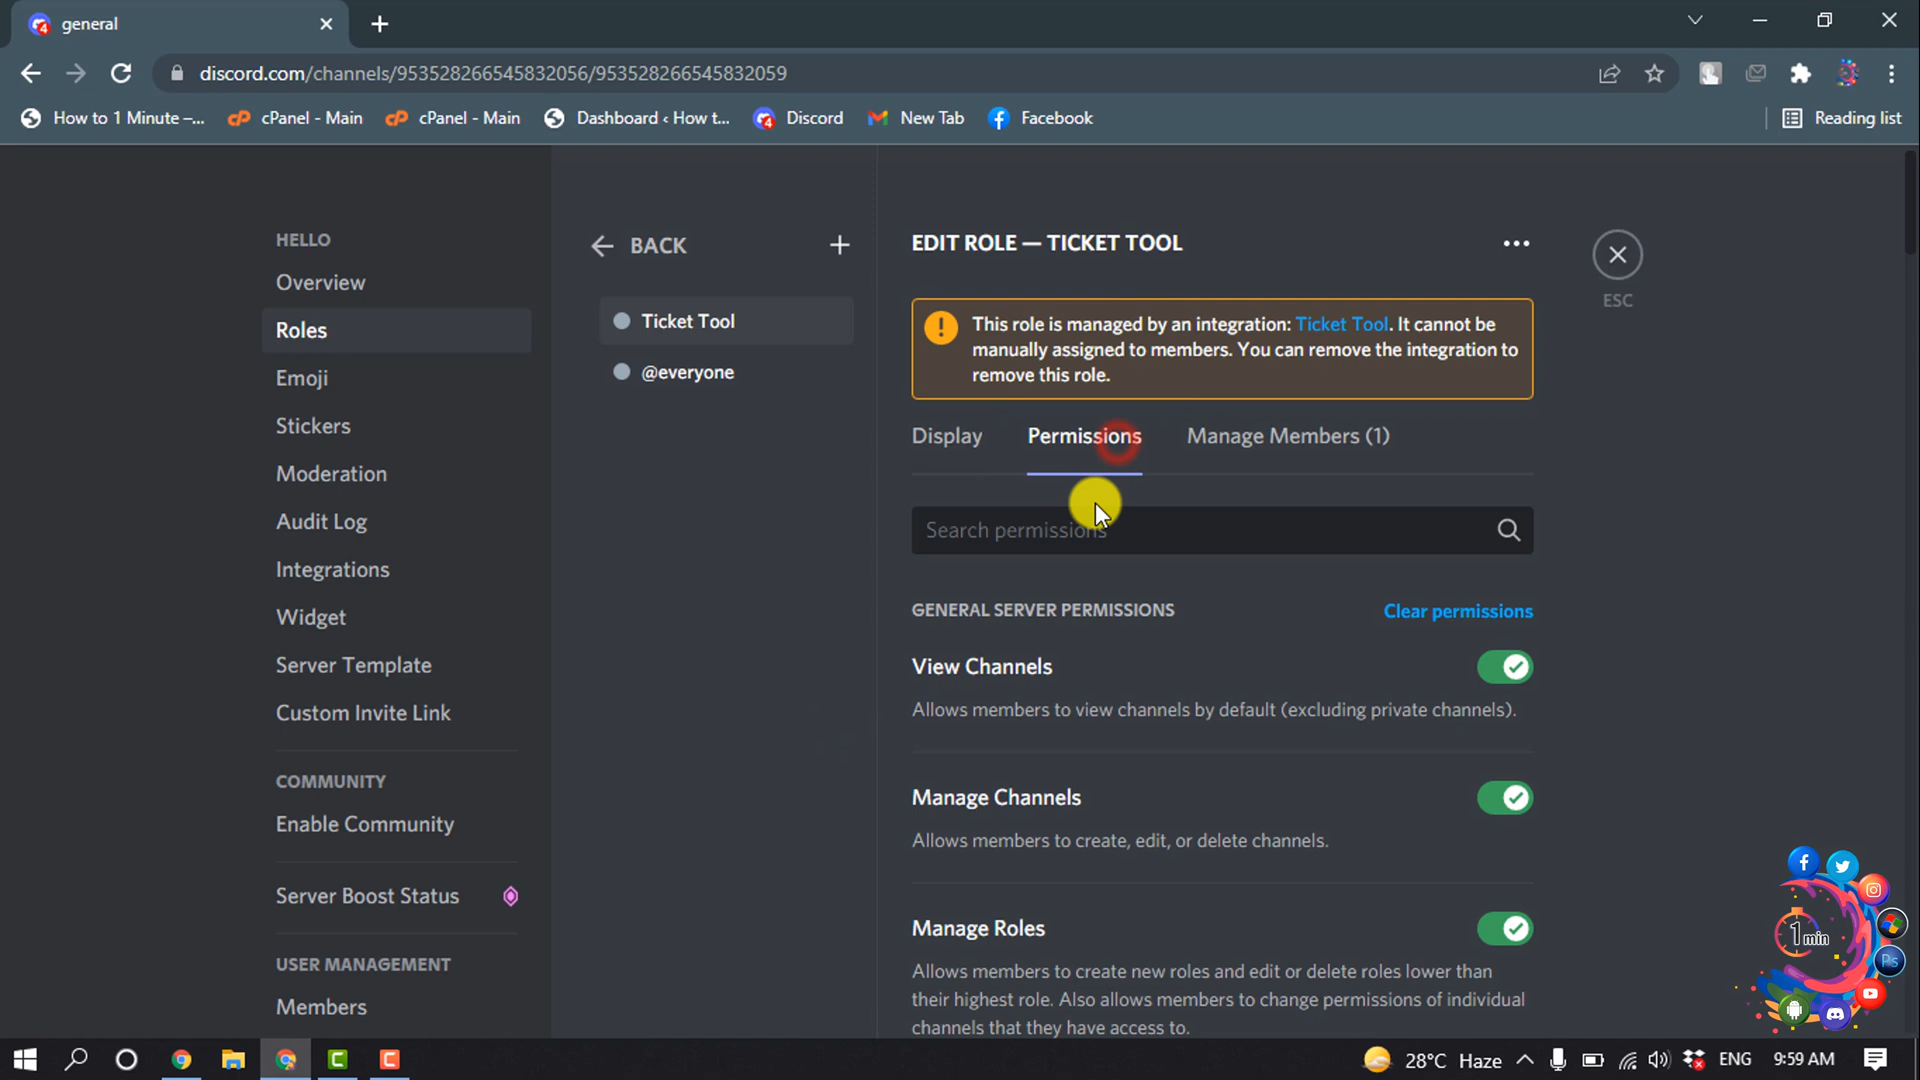 general
discord.com/channels/953528266545832056/953528266545832059
How to 1 Minute –...
cPanel - Main
cPanel - Main
Dashboard ‹ How t...
Discord
New Tab
Facebook
Reading list
HELLO
Overview
Roles
Emoji
Stickers
Moderation
Audit Log
Integrations
Widget
Server Template
Custom Invite Link
COMMUNITY
Enable Community
Server Boost Status
USER MANAGEMENT
Members
BACK
Ticket Tool
@everyone
EDIT ROLE — TICKET TOOL
ESC
This role is managed by an integration: Ticket Tool. It cannot be
manually assigned to members. You can remove the integration to
remove this role.
Display
Permissions
Manage Members (1)
Search permissions
GENERAL SERVER PERMISSIONS
Clear permissions
View Channels
Allows members to view channels by default (excluding private channels).
Manage Channels
Allows members to create, edit, or delete channels.
Manage Roles
Allows members to create new roles and edit or delete roles lower than
their highest role. Also allows members to change permissions of individual
channels that they have access to.
1 min
Ps
28°C Haze
ENG
9:59 AM